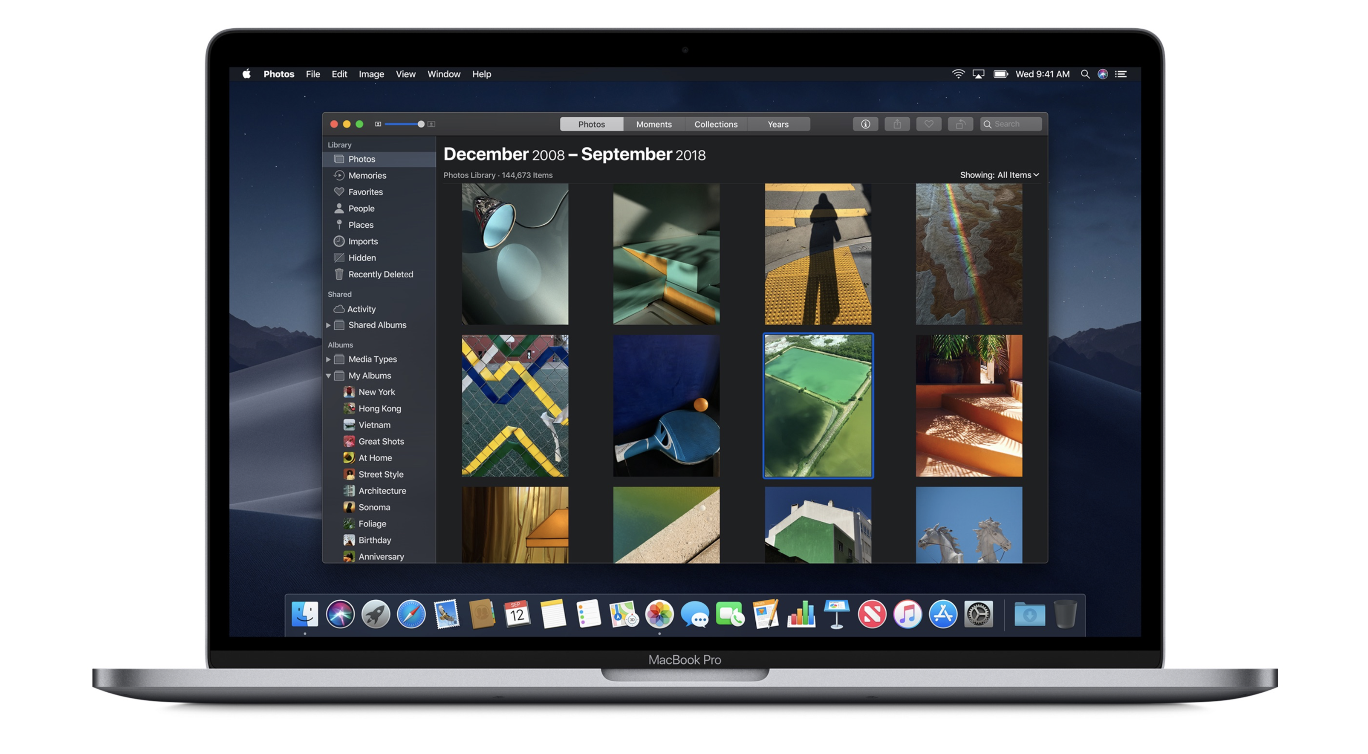 Photos File Edit Image View Window Help Wed 9:41 AM
Photos Moments Collections Years Search
Library
Photos
Memories
Favorites
People
Places
Imports
Hidden
Recently Deleted
Shared
Activity
Shared Albums
Albums
Media Types
My Albums
New York
Hong Kong
Vietnam
Great Shots
At Home
Street Style
Architecture
Sonoma
Foliage
Birthday
Anniversary
December 2008 – September 2018
Photos Library · 144,673 Items
Showing: All Items
SEP
12
MacBook Pro